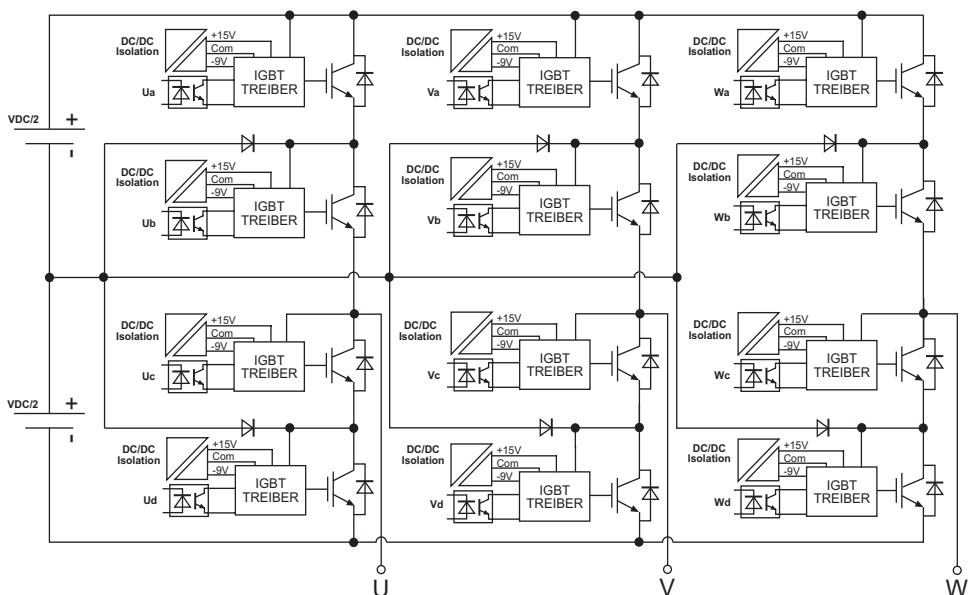 DC/DC
Isolation
+15V
Com
-9V
IGBT
TREIBER
Ua
DC/DC
Isolation
+15V
Com
-9V
IGBT
TREIBER
Va
DC/DC
Isolation
+15V
Com
-9V
IGBT
TREIBER
Wa
VDC/2
+
-
DC/DC
Isolation
+15V
Com
-9V
IGBT
TREIBER
Ub
DC/DC
Isolation
+15V
Com
-9V
IGBT
TREIBER
Vb
DC/DC
Isolation
+15V
Com
-9V
IGBT
TREIBER
Wb
DC/DC
Isolation
+15V
Com
-9V
IGBT
TREIBER
Uc
DC/DC
Isolation
+15V
Com
-9V
IGBT
TREIBER
Vc
DC/DC
Isolation
+15V
Com
-9V
IGBT
TREIBER
Wc
VDC/2
+
-
DC/DC
Isolation
+15V
Com
-9V
IGBT
TREIBER
Ud
DC/DC
Isolation
+15V
Com
-9V
IGBT
TREIBER
Vd
DC/DC
Isolation
+15V
Com
-9V
IGBT
TREIBER
Wd
U
V
W